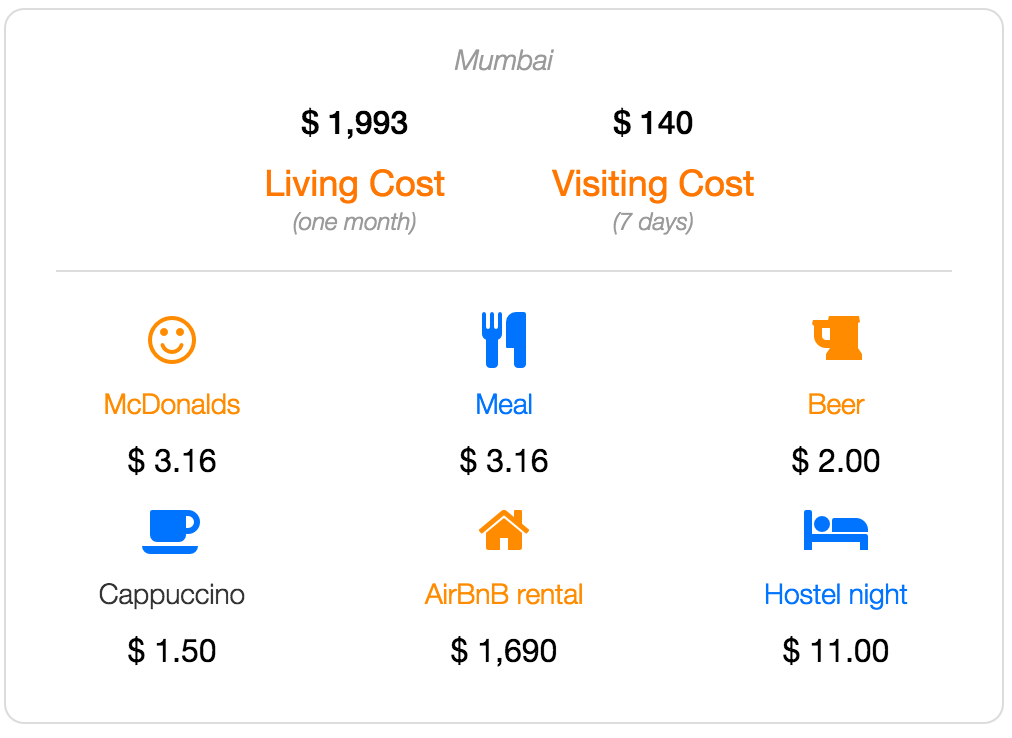 Mumbai
$ 1,993
$ 140
Living Cost
Visiting Cost
(one month)
(7 days)
McDonalds
Meal
Beer
$ 3.16
$ 3.16
$ 2.00
Cappuccino
AirBnB rental
Hostel night
$ 1.50
$ 1,690
$ 11.00